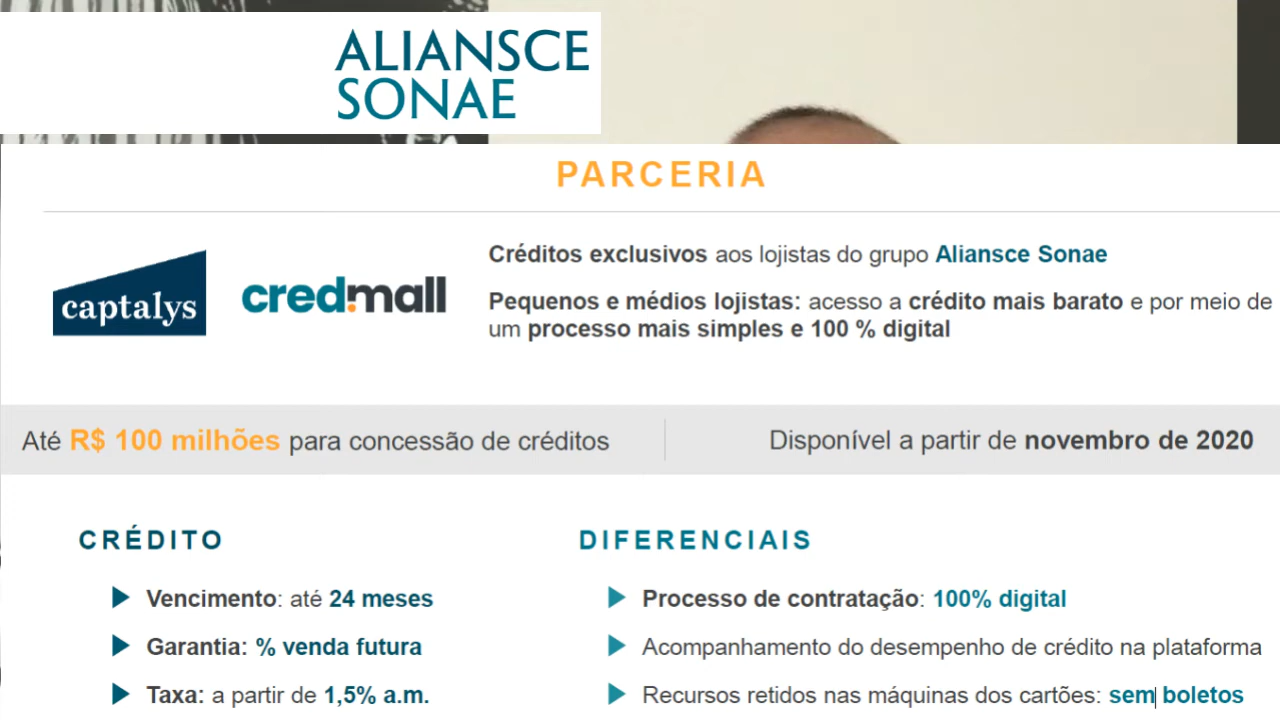 ALIANSCE
SONAE
PARCERIA
captalys
credmall
Créditos exclusivos aos lojistas do grupo Aliansce Sonae
Pequenos e médios lojistas: acesso a crédito mais barato e por meio de
um processo mais simples e 100 % digital
Até R$ 100 milhões para concessão de créditos
Disponível a partir de novembro de 2020
CRÉDITO
Vencimento: até 24 meses
Garantia: % venda futura
Taxa: a partir de 1,5% a.m.
DIFERENCIAIS
Processo de contratação: 100% digital
Acompanhamento do desempenho de crédito na plataforma
Recursos retidos nas máquinas dos cartões: sem boletos